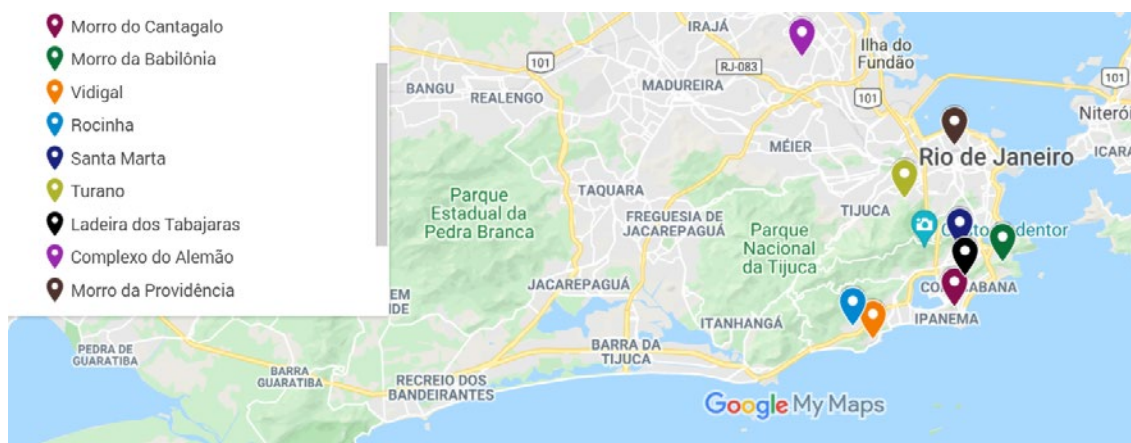 Morro do Cantagalo
Morro da Babilônia
Vidigal
Rocinha
Santa Marta
Turano
Ladeira dos Tabajaras
Complexo do Alemão
Morro da Providência
IRAJÁ
Ilha do
Fundão
101
RJ-083
101
BANGU
REALENGO
MADUREIRA
101
Niteró
MÉIER
Rio de Janeiro
ICARA
Parque
Estadual da
Pedra Branca
TAQUARA
FREGUESIA DE
JACAREPAGUÁ
TIJUCA
Parque
Nacional
da Tijuca
JACAREPAGUÁ
ITANHANGÁ
IPANEMA
PEDRA DE
GUARATIBA
BARRA
GUARATIBA
BARRA DA
TIJUCA
RECREIO DOS
BANDEIRANTES
Google My Maps